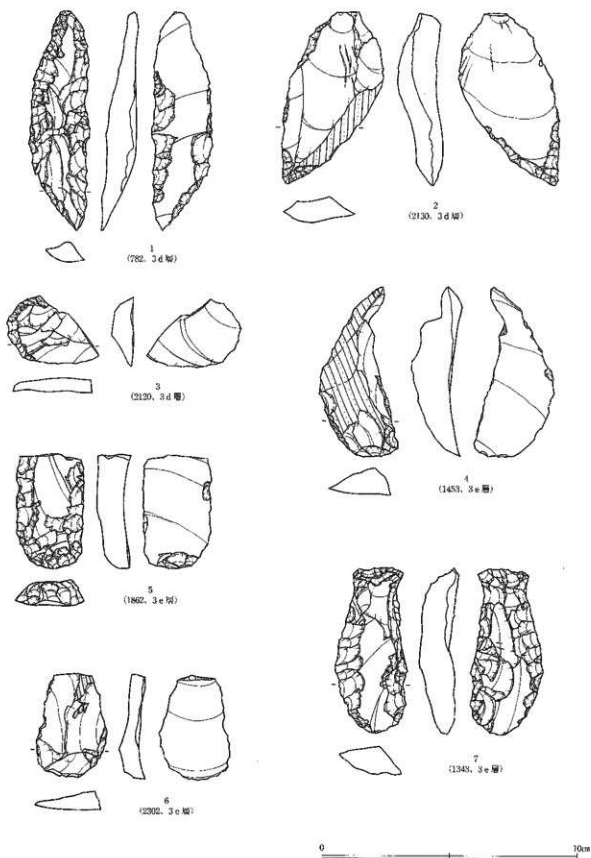 1
(782, 3d層)
2
(2130, 3d層)
3
(2120, 3d層)
4
(1453, 3e層)
5
(1862, 3e層)
6
(2302, 3e層)
7
(1348, 3e層)
0 10cm